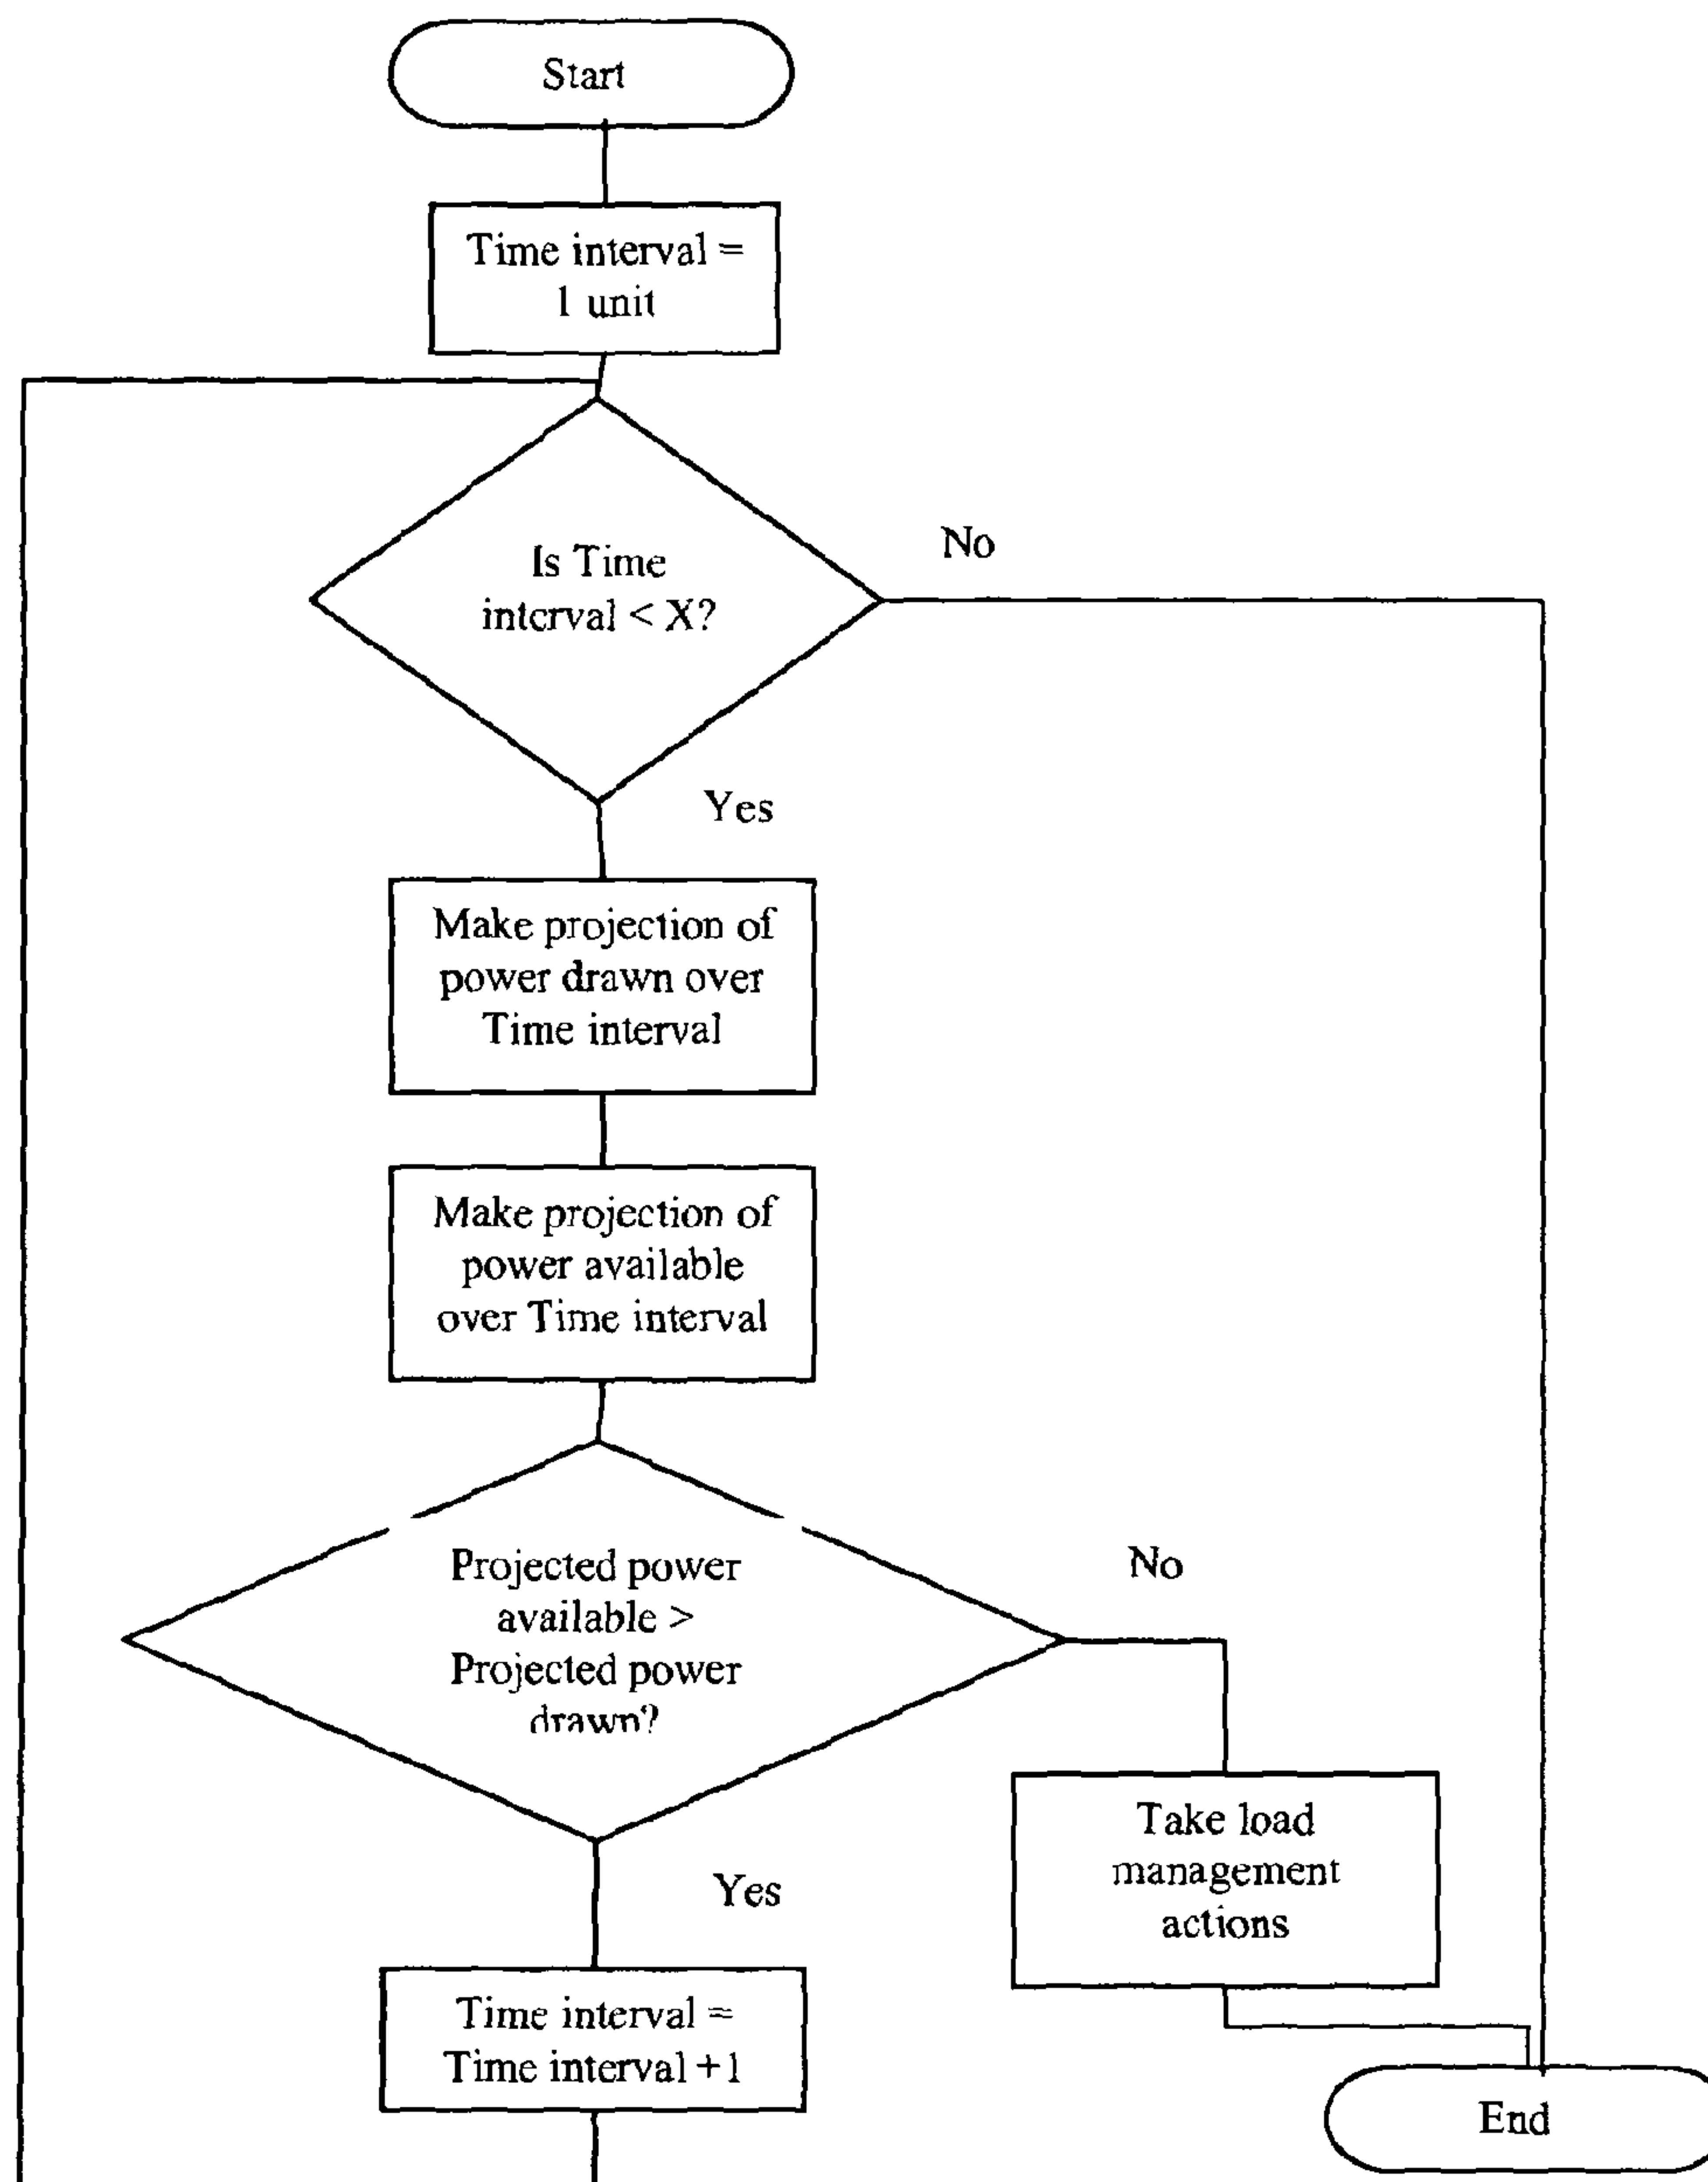 Start
Time interval =
1 unit
Is Time
interval < X?
No
Yes
Make projection of
power drawn over
Time interval
Make projection of
power available
over Time interval
Projected power
available >
Projected power
drawn?
No
Take load
management
actions
Yes
Time interval =
Time interval +1
End